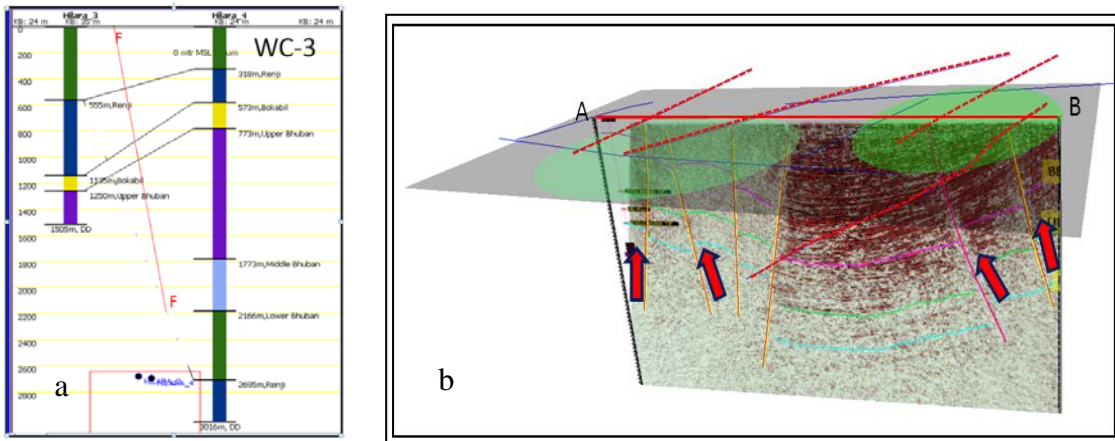 Hilara_3
Hilara_4
KB: 24 m
KB: 24 m
KB: 24 m
WC-3
F
0
200
400
600
800
1000
1200
1400
1600
1800
2000
2200
2400
2600
2800
0 mtr MSL
318m,Renji
555m,Renji
573m,Bokabil
773m,Upper Bhuban
1135m,Bokabil
1250m,Upper Bhuban
1505m, DD
1773m,Middle Bhuban
F
2166m,Lower Bhuban
2695m,Renji
3016m, DD
a
A
B
b